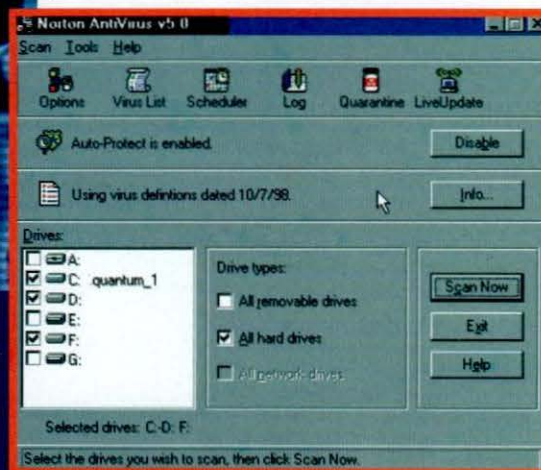 Norton AntiVirus v5.0
Scan Tools Help
Options Virus List Scheduler Log Quarantine LiveUpdate
Auto-Protect is enabled. Disable
Using virus defintions dated 10/7/98. Info...
Drives:
A:
C: quantum_1
D:
E:
F:
G:
Drive types:
All removable drives
All hard drives
All network drives
Scan Now
Exit
Help
Selected drives: C:-D: F:
Select the drives you wish to scan, then click Scan Now.